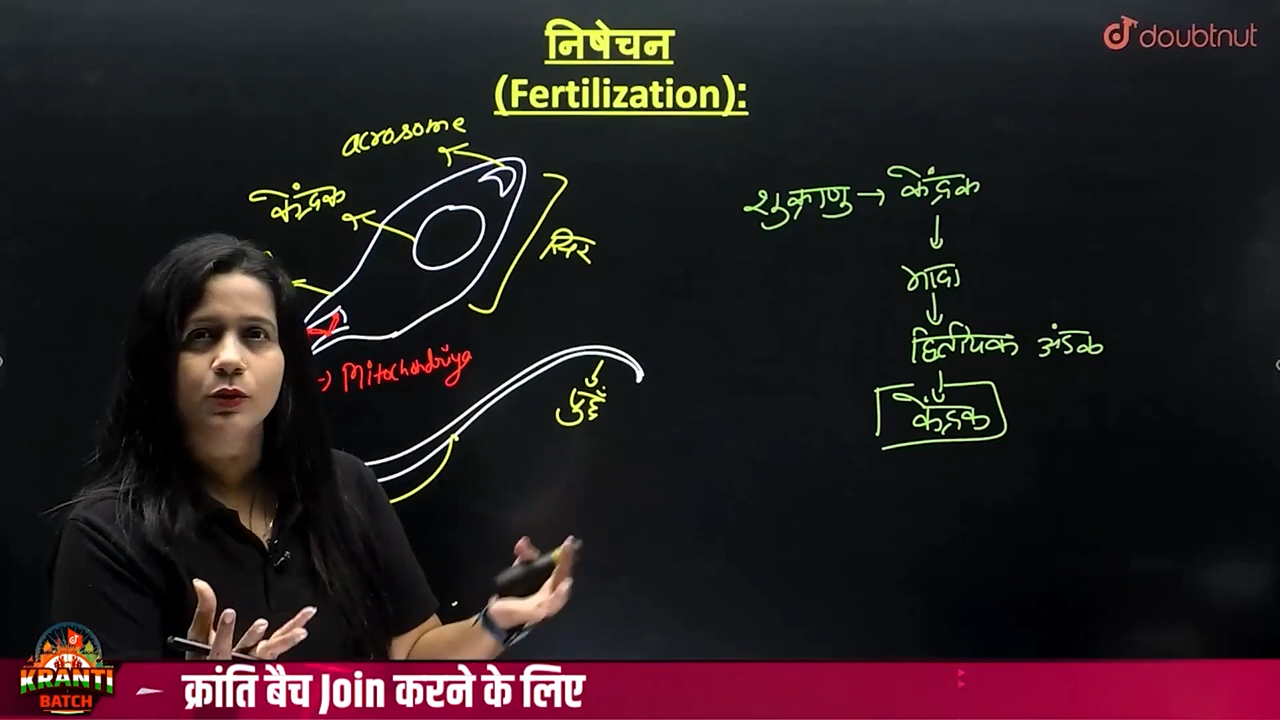 निषेचन
(Fertilization):
doubtnut
acrosome
केंद्रक
सिर
-> Mitochondriya
पुंछ
शुक्राणु → केंद्रक
मादा
द्वितीयक अंडक
केंद्रक
KRANTI
BATCH
क्रांति बैच Join करने के लिए